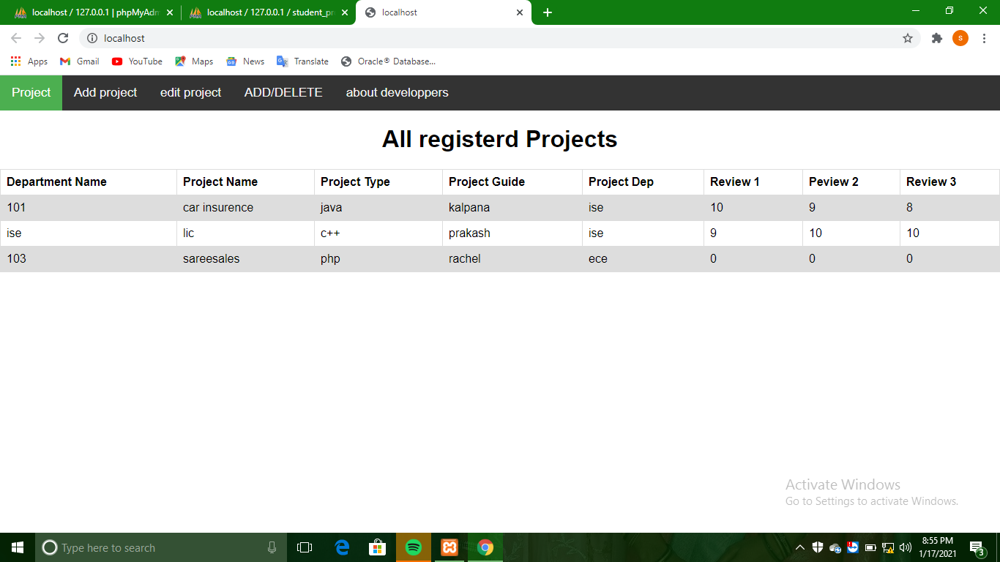 localhost / 127.0.0.1 | phpMyAdm localhost / 127.0.0.1 / student_pr localhost
localhost S
Apps Gmail YouTube Maps News Translate Oracle® Database...
Project Add project edit project ADD/DELETE about developpers
All registerd Projects
Department Name Project Name Project Type Project Guide Project Dep Review 1 Peview 2 Review 3
101 car insurence java kalpana ise 10 9 8
ise lic c++ prakash ise 9 10 10
103 sareesales php rachel ece 0 0 0
Activate Windows
Go to Settings to activate Windows.
Type here to search 8:55 PM
1/17/2021 3